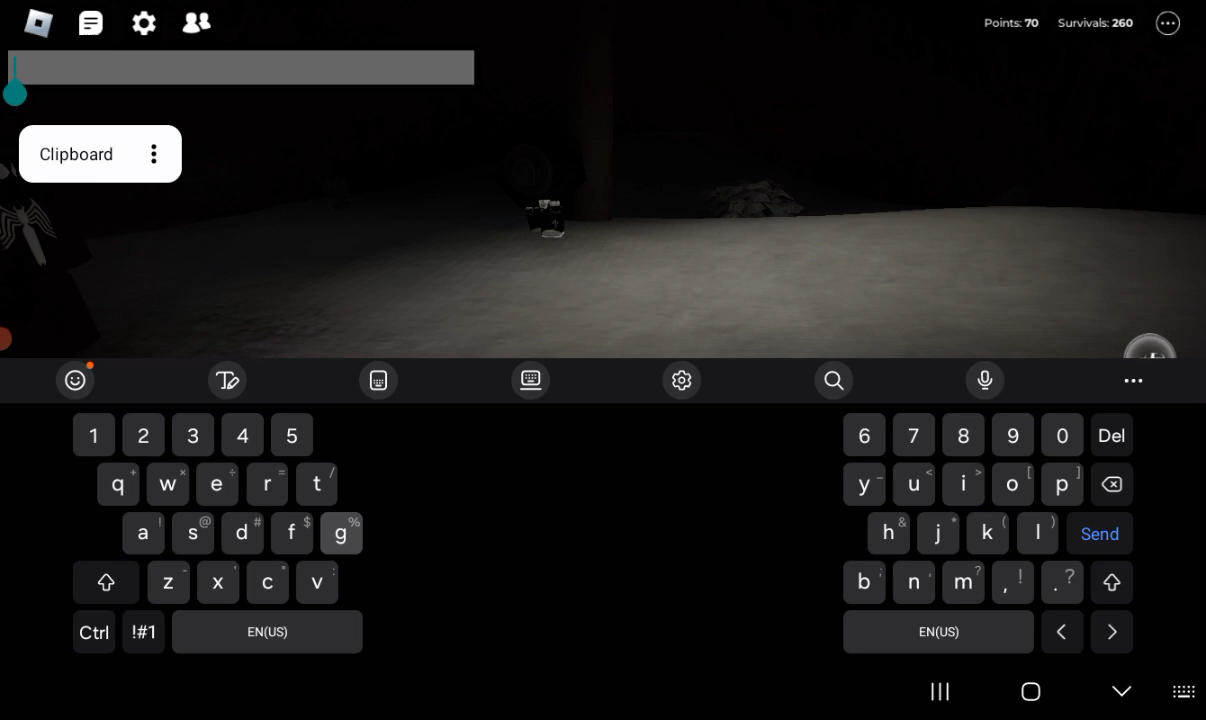 Points: 70 Survivals: 260
Clipboard
1 2 3 4 5 6 7 8 9 0 Del
q + w × e ÷ r = t / y _ u < i > o [ p ]
a ! s @ d # f $ g % h & j * k ( l ) Send
z - x ' c " v : b ; n , m ? , ! . ?
Ctrl !#1 EN(US) EN(US) < >